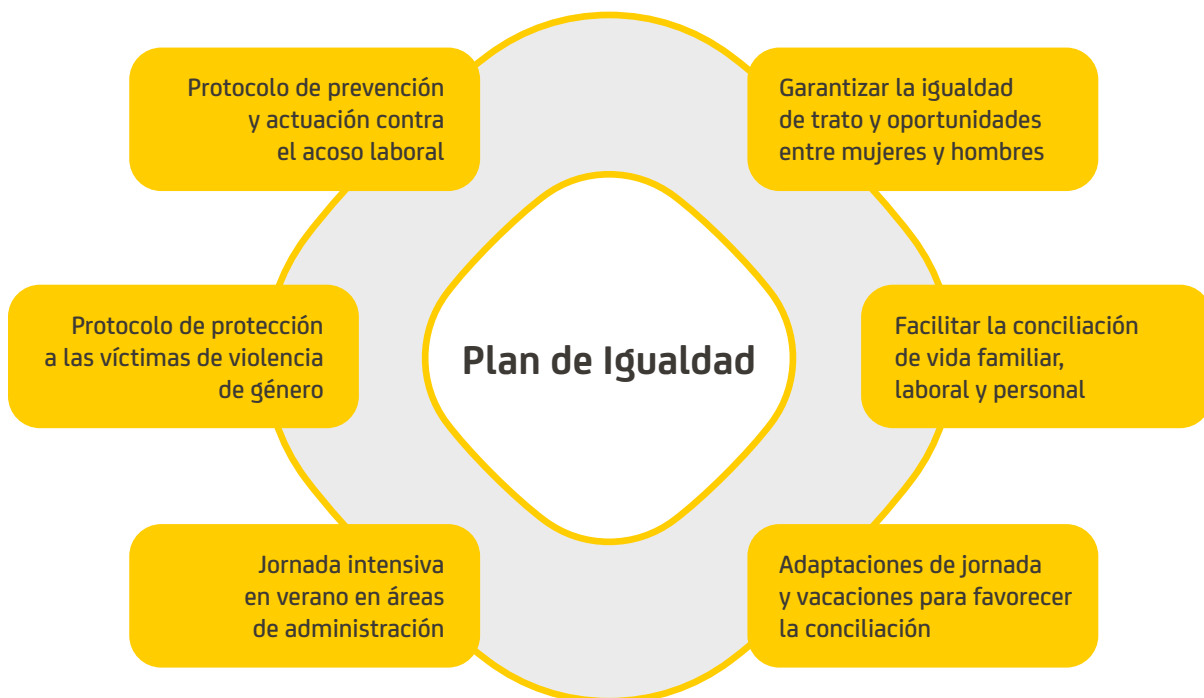 Protocolo de prevención
y actuación contra
el acoso laboral
Garantizar la igualdad
de trato y oportunidades
entre mujeres y hombres
Protocolo de protección
a las víctimas de violencia
de género
Plan de Igualdad
Facilitar la conciliación
de vida familiar,
laboral y personal
Jornada intensiva
en verano en áreas
de administración
Adaptaciones de jornada
y vacaciones para favorecer
la conciliación